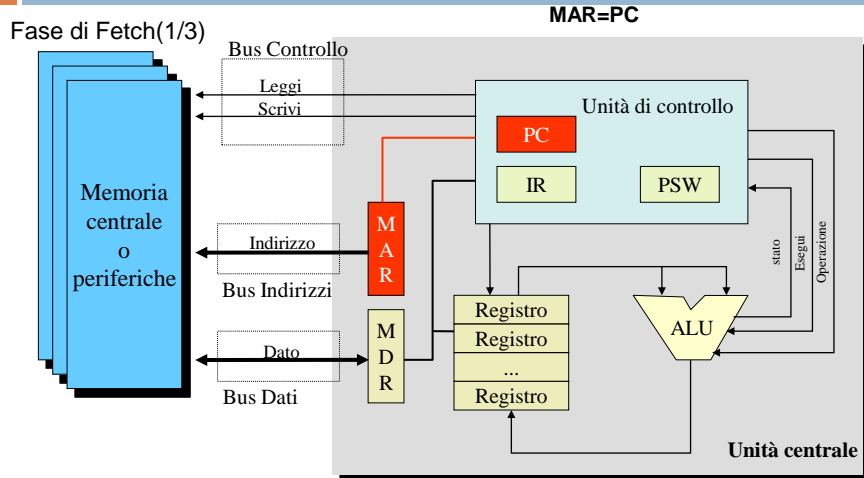 MAR=PC
Fase di Fetch(1/3)
Bus Controllo
Leggi
Scrivi
Unità di controllo
PC
IR
PSW
Memoria
centrale
o
periferiche
M
A
R
Indirizzo
Bus Indirizzi
stato
Esegui
Operazione
Registro
Registro
...
Registro
ALU
M
D
R
Dato
Bus Dati
Unità centrale